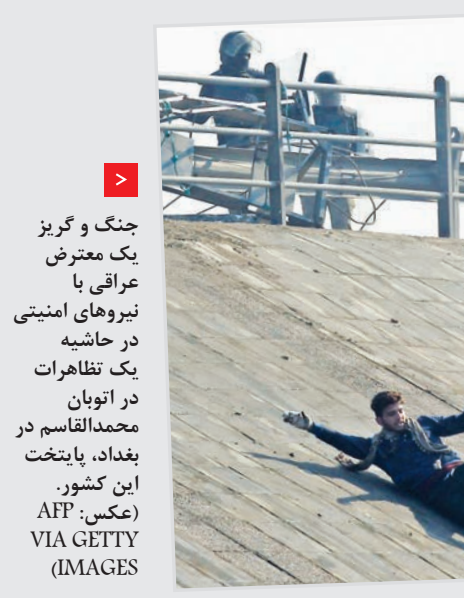 >
جنگ و گریز
یک معترض
عراقی با
نیروهای امنیتی
در حاشیه
یک تظاهرات
در اتوبان
محمدالقاسم در
بغداد، پایتخت
این کشور.
(عکس: AFP
VIA GETTY
IMAGES)